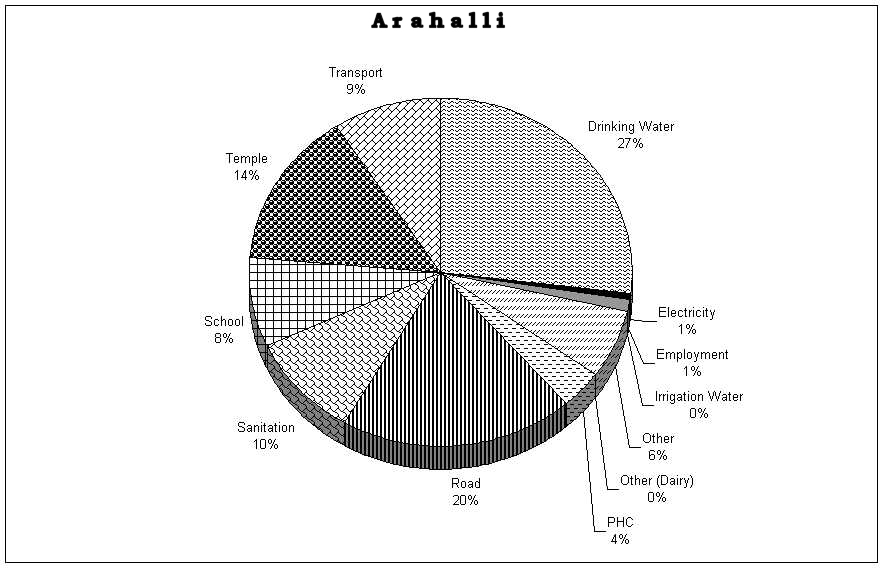 Arahalli
Transport
9%
Drinking Water
27%
Temple
14%
Electricity
1%
School
8%
Employment
1%
Irrigation Water
0%
Sanitation
10%
Other
6%
Road
20%
Other (Dairy)
0%
PHC
4%